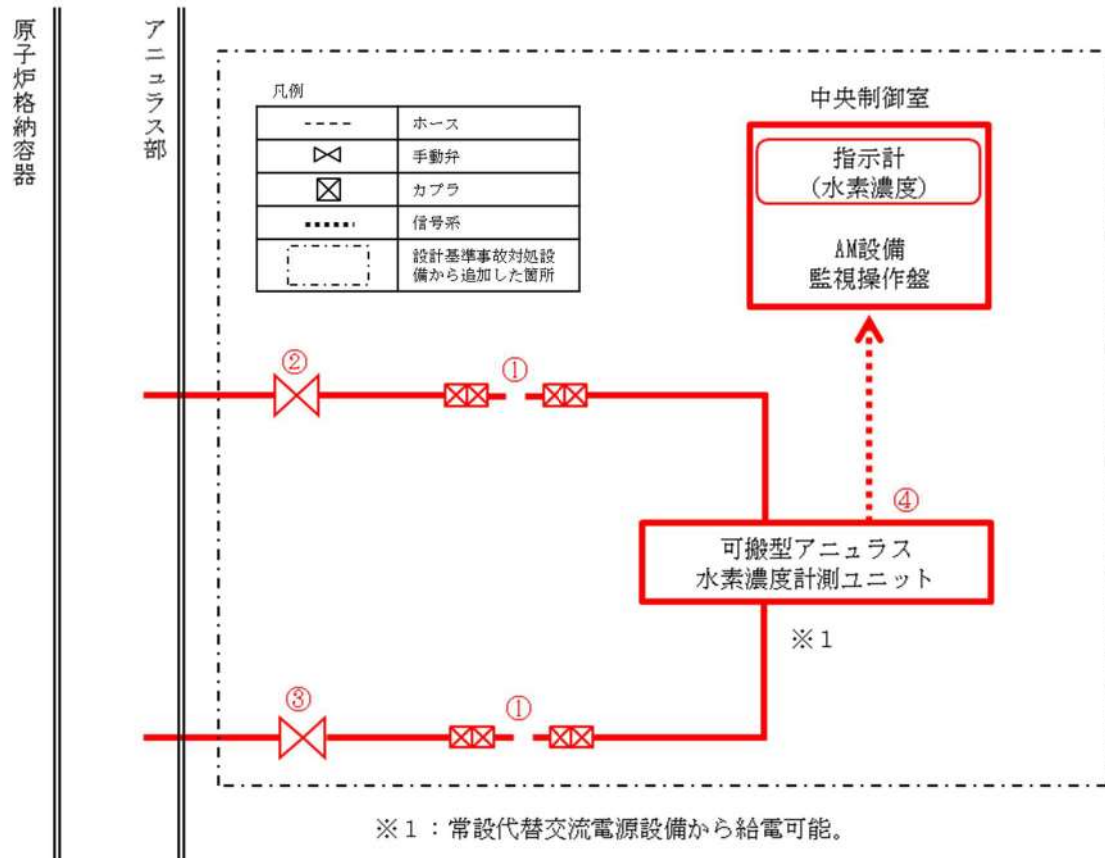 原子炉格納容器
アニュラス部
凡例
ホース
手動弁
カプラ
信号系
設計基準事故対処設
備から追加した箇所
中央制御室
指示計
(水素濃度)
AM設備
監視操作盤
②
①
④
可搬型アニュラス
水素濃度計測ユニット
※1
③
①
※1:常設代替交流電源設備から給電可能。